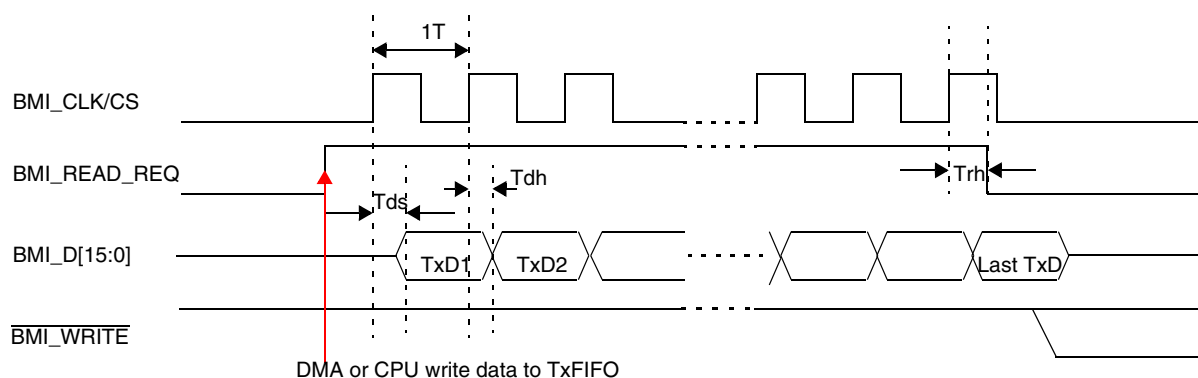 1T
BMI_CLK/CS
BMI_READ_REQ
Tds
Tdh
Trh
BMI_D[15:0]
TxD1
TxD2
Last TxD
BMI_WRITE
DMA or CPU write data to TxFIFO